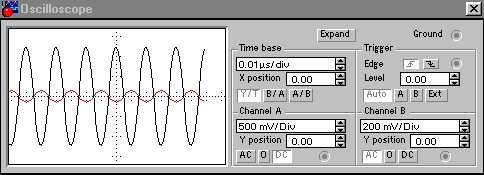 Oscilloscope
Expand Ground
Time base Trigger
0.01µs/div Edge
X position 0.00 Level 0.00
Y/T B/A A/B Auto A B Ext
Channel A Channel B
500 mV/Div 200 mV/Div
Y position 0.00 Y position 0.00
AC 0 DC AC 0 DC